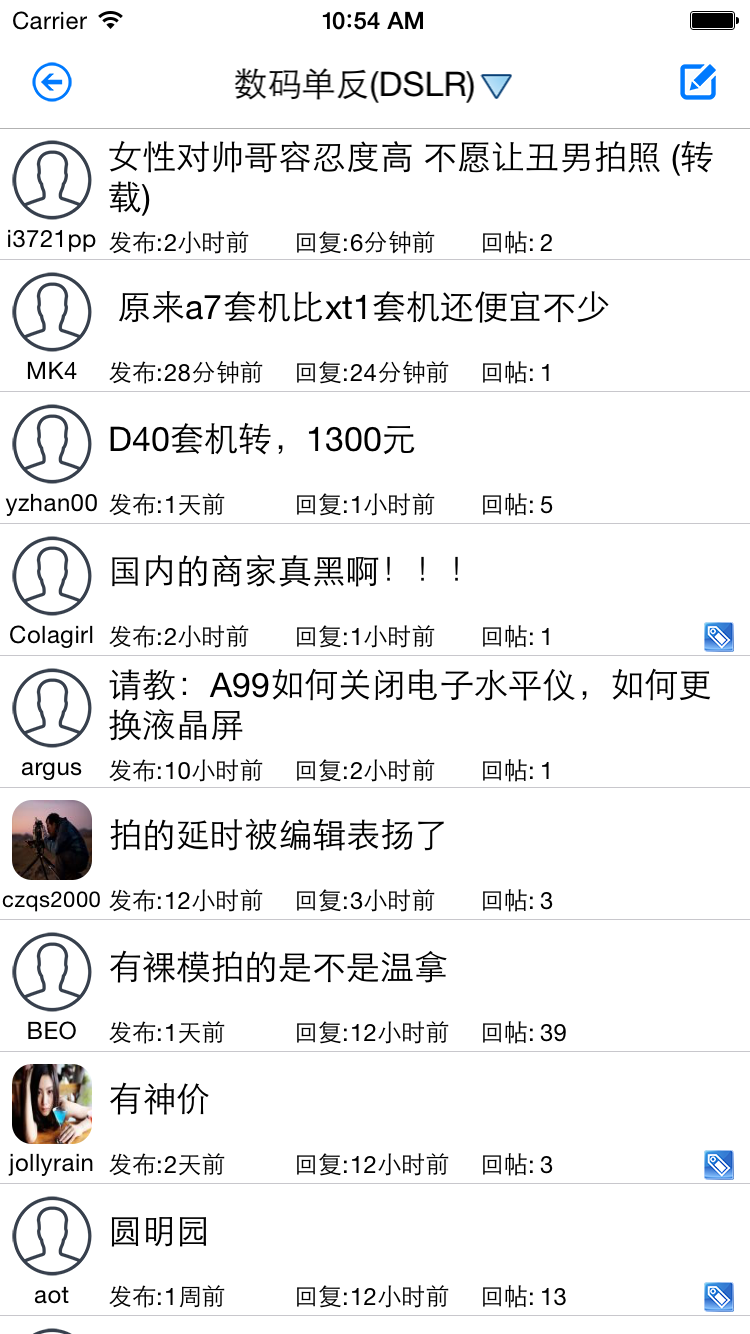 Carrier 10:54 AM
数码单反(DSLR)
女性对帅哥容忍度高 不愿让丑男拍照 (转
载)
i3721pp 发布:2小时前 回复:6分钟前 回帖: 2
原来a7套机比xt1套机还便宜不少
MK4 发布:28分钟前 回复:24分钟前 回帖: 1
D40套机转，1300元
yzhan00 发布:1天前 回复:1小时前 回帖: 5
国内的商家真黑啊！！！
Colagirl 发布:2小时前 回复:1小时前 回帖: 1
请教：A99如何关闭电子水平仪，如何更
换液晶屏
argus 发布:10小时前 回复:2小时前 回帖: 1
拍的延时被编辑表扬了
czqs2000 发布:12小时前 回复:3小时前 回帖: 3
有裸模拍的是不是温拿
BEO 发布:1天前 回复:12小时前 回帖: 39
有神价
jollyrain 发布:2天前 回复:12小时前 回帖: 3
圆明园
aot 发布:1周前 回复:12小时前 回帖: 13